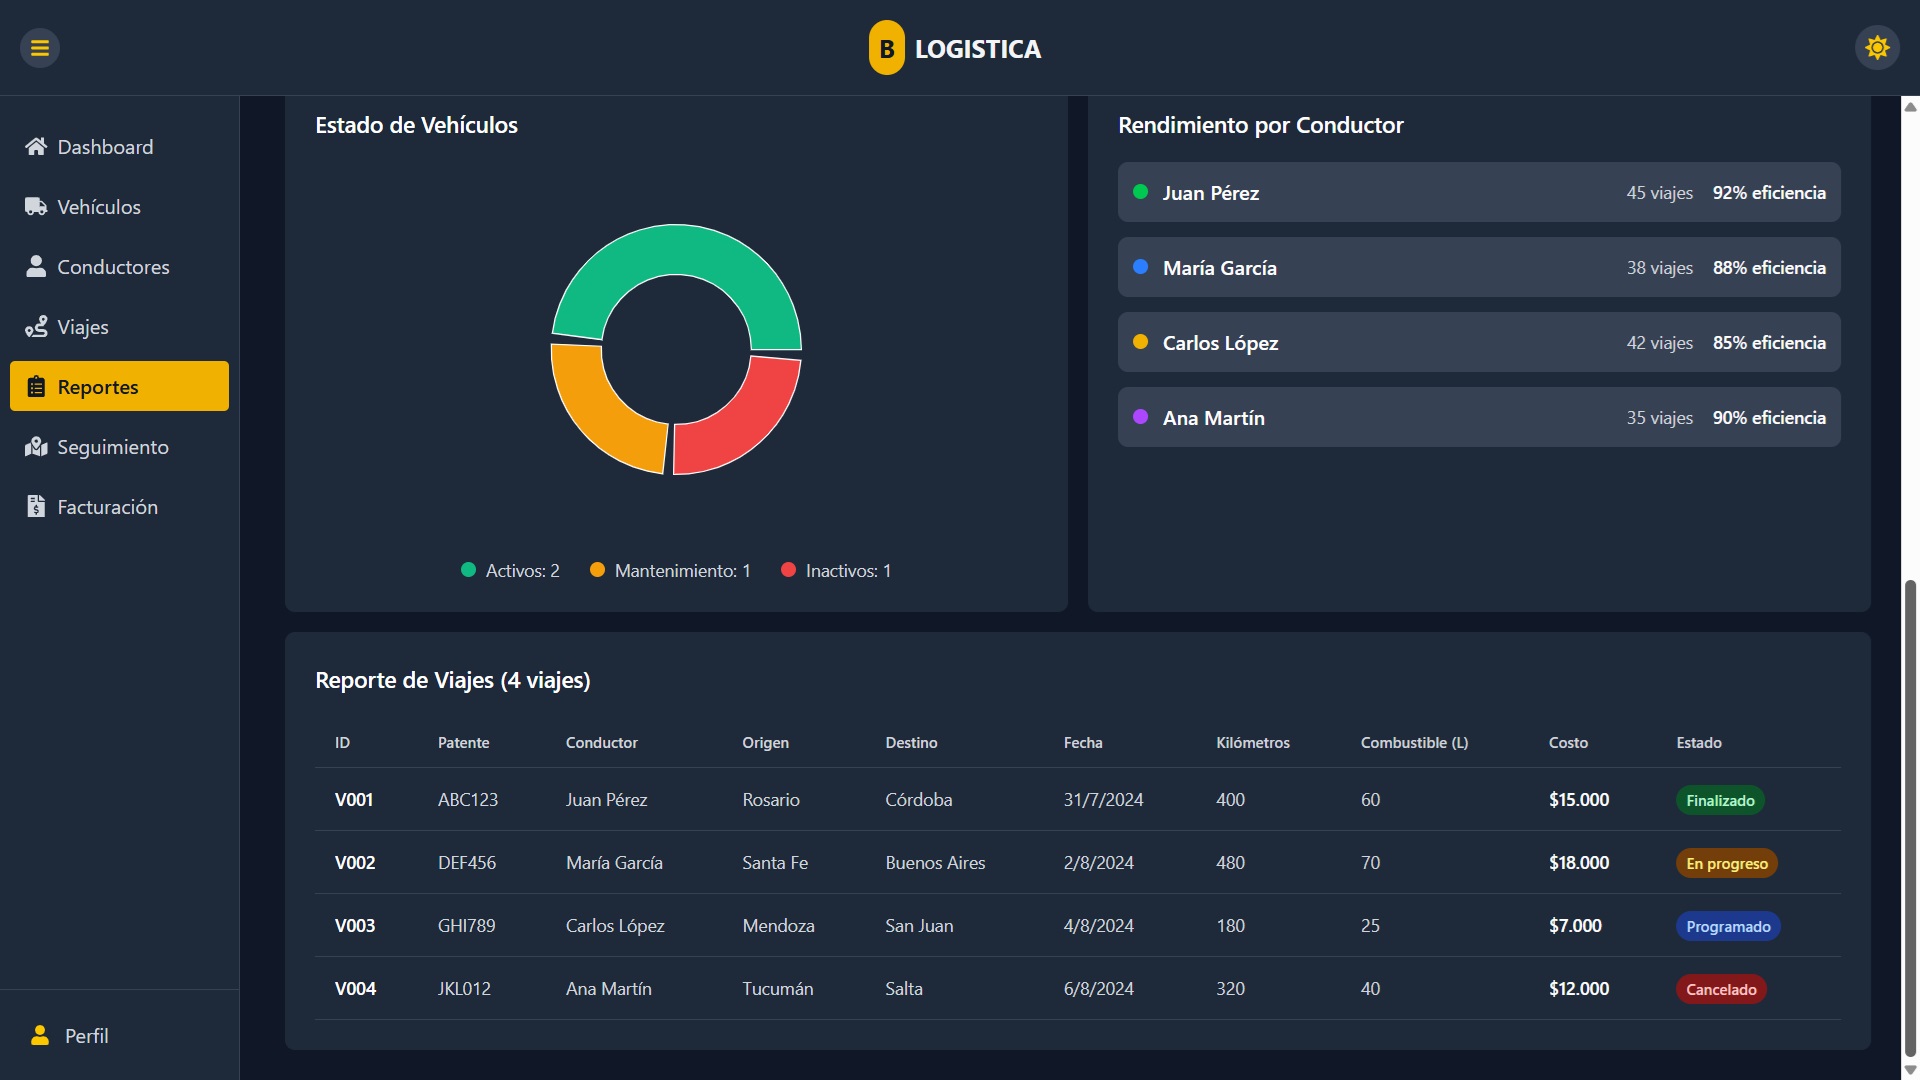 B LOGISTICA
Dashboard
Vehículos
Conductores
Viajes
Reportes
Seguimiento
Facturación
Perfil
Estado de Vehículos
Activos: 2 Mantenimiento: 1 Inactivos: 1
Rendimiento por Conductor
Juan Pérez 45 viajes 92% eficiencia
María García 38 viajes 88% eficiencia
Carlos López 42 viajes 85% eficiencia
Ana Martín 35 viajes 90% eficiencia
Reporte de Viajes (4 viajes)
ID Patente Conductor Origen Destino Fecha Kilómetros Combustible (L) Costo Estado
V001 ABC123 Juan Pérez Rosario Córdoba 31/7/2024 400 60 $15.000 Finalizado
V002 DEF456 María García Santa Fe Buenos Aires 2/8/2024 480 70 $18.000 En progreso
V003 GHI789 Carlos López Mendoza San Juan 4/8/2024 180 25 $7.000 Programado
V004 JKL012 Ana Martín Tucumán Salta 6/8/2024 320 40 $12.000 Cancelado